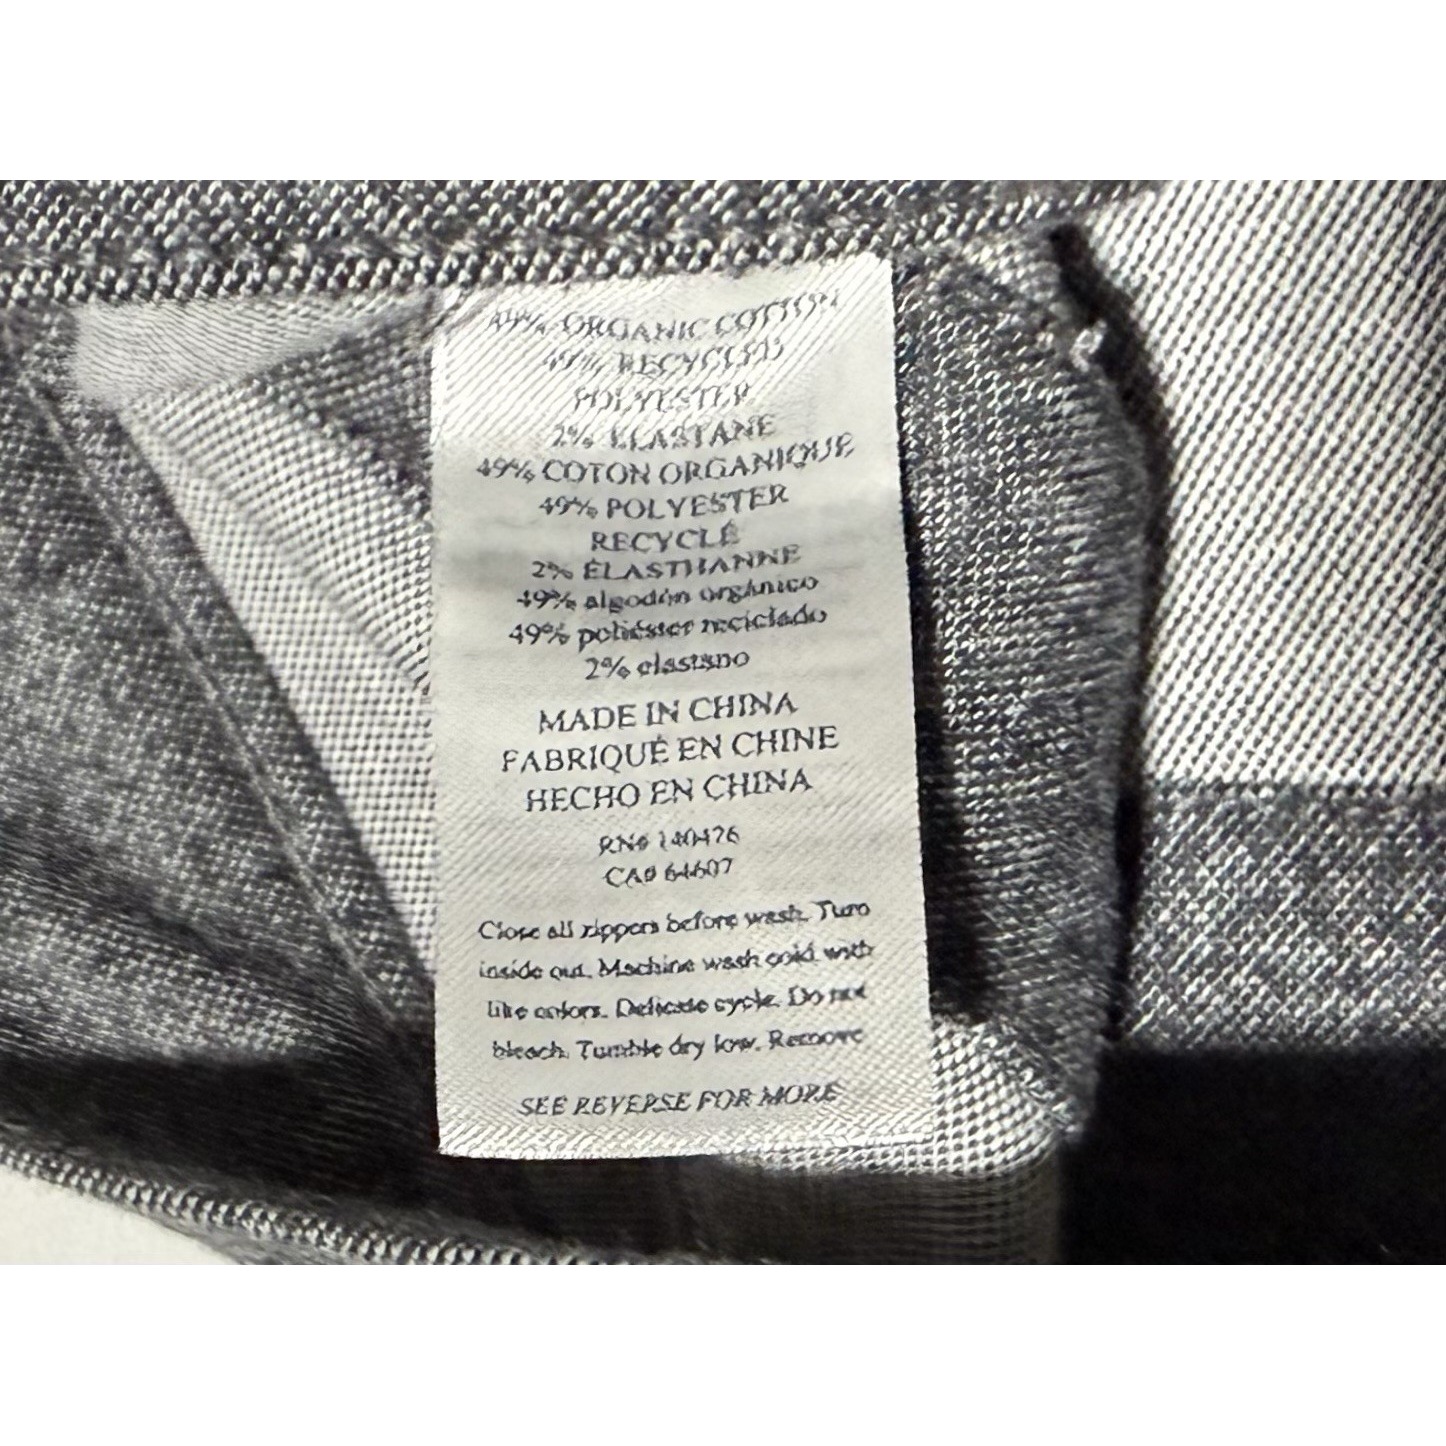 49% ORGANIC COTTON
49% RECYCLED
POLYESTER
2% ELASTANE
49% COTON ORGANIQUE
49% POLYESTER
RECYCLÉ
2% ÉLASTHANNE
49% algodón orgánico
49% poliéster reciclado
2% elastano
MADE IN CHINA
FABRIQUÉ EN CHINE
HECHO EN CHINA
RN# 140476
CA# 64607
Close all zippers before wash. Turn
inside out. Machine wash cold with
like colors. Delicate cycle. Do not
bleach. Tumble dry low. Remove
SEE REVERSE FOR MORE